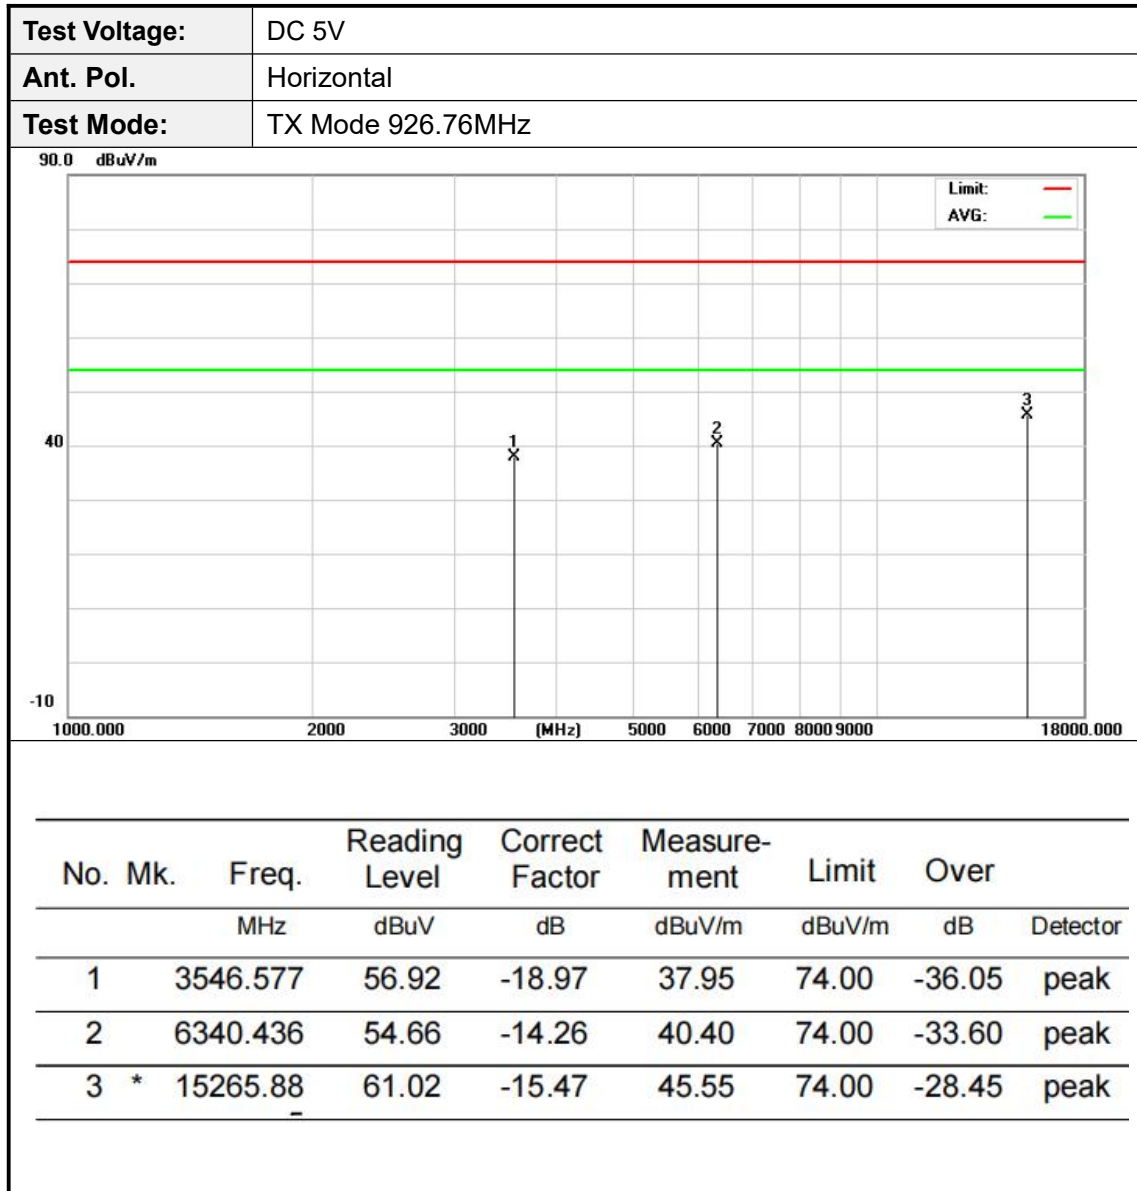 Test Voltage: DC 5V
Ant. Pol. Horizontal
Test Mode: TX Mode 926.76MHz
90.0 dBuV/m
Limit:
AVG:
3
2
1
40
-10
1000.000 2000 3000 (MHz) 5000 6000 7000 8000 9000 18000.000
No. Mk. Freq. Reading Level Correct Factor Measure-ment Limit Over
MHz dBuV dB dBuV/m dBuV/m dB Detector
1 3546.577 56.92 -18.97 37.95 74.00 -36.05 peak
2 6340.436 54.66 -14.26 40.40 74.00 -33.60 peak
3 * 15265.88 61.02 -15.47 45.55 74.00 -28.45 peak